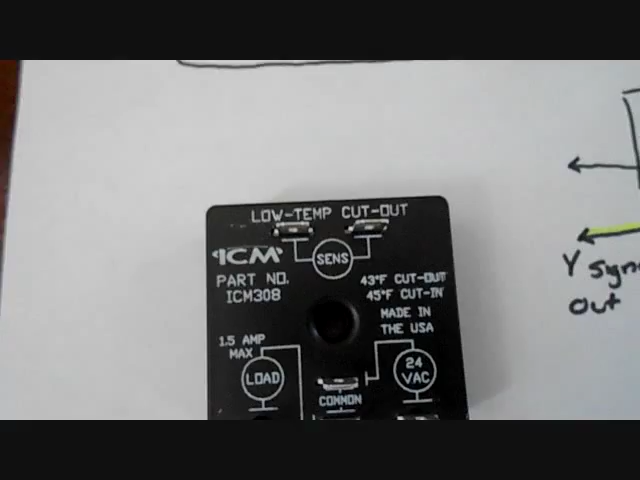 LOW-TEMP CUT-OUT
ICM
SENS
PART NO.
ICM308
43°F CUT-OUT
45°F CUT-IN
MADE IN
THE USA
1.5 AMP
MAX
LOAD
24
VAC
COMMON
Y Syn
Out